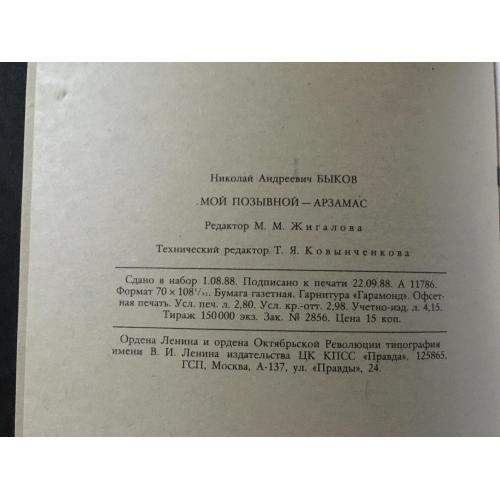 Николай Андреевич БЫКОВ
МОЙ ПОЗЫВНОЙ — АРЗАМАС
Редактор М. М. Жигалова
Технический редактор Т. Я. Ковынченкова
Сдано в набор 1.08.88. Подписано к печати 22.09.88. А 11786.
Формат 70 × 108¹/₃₂. Бумага газетная. Гарнитура «Гарамонд». Офсет-
ная печать. Усл. печ. л. 2,80. Усл. кр.-отт. 2,98. Учетно-изд. л. 4,15.
Тираж 150 000 экз. Зак. № 2856. Цена 15 коп.
Ордена Ленина и ордена Октябрьской Революции типография
имени В. И. Ленина издательства ЦК КПСС «Правда». 125865,
ГСП, Москва, А-137, ул. «Правды», 24.